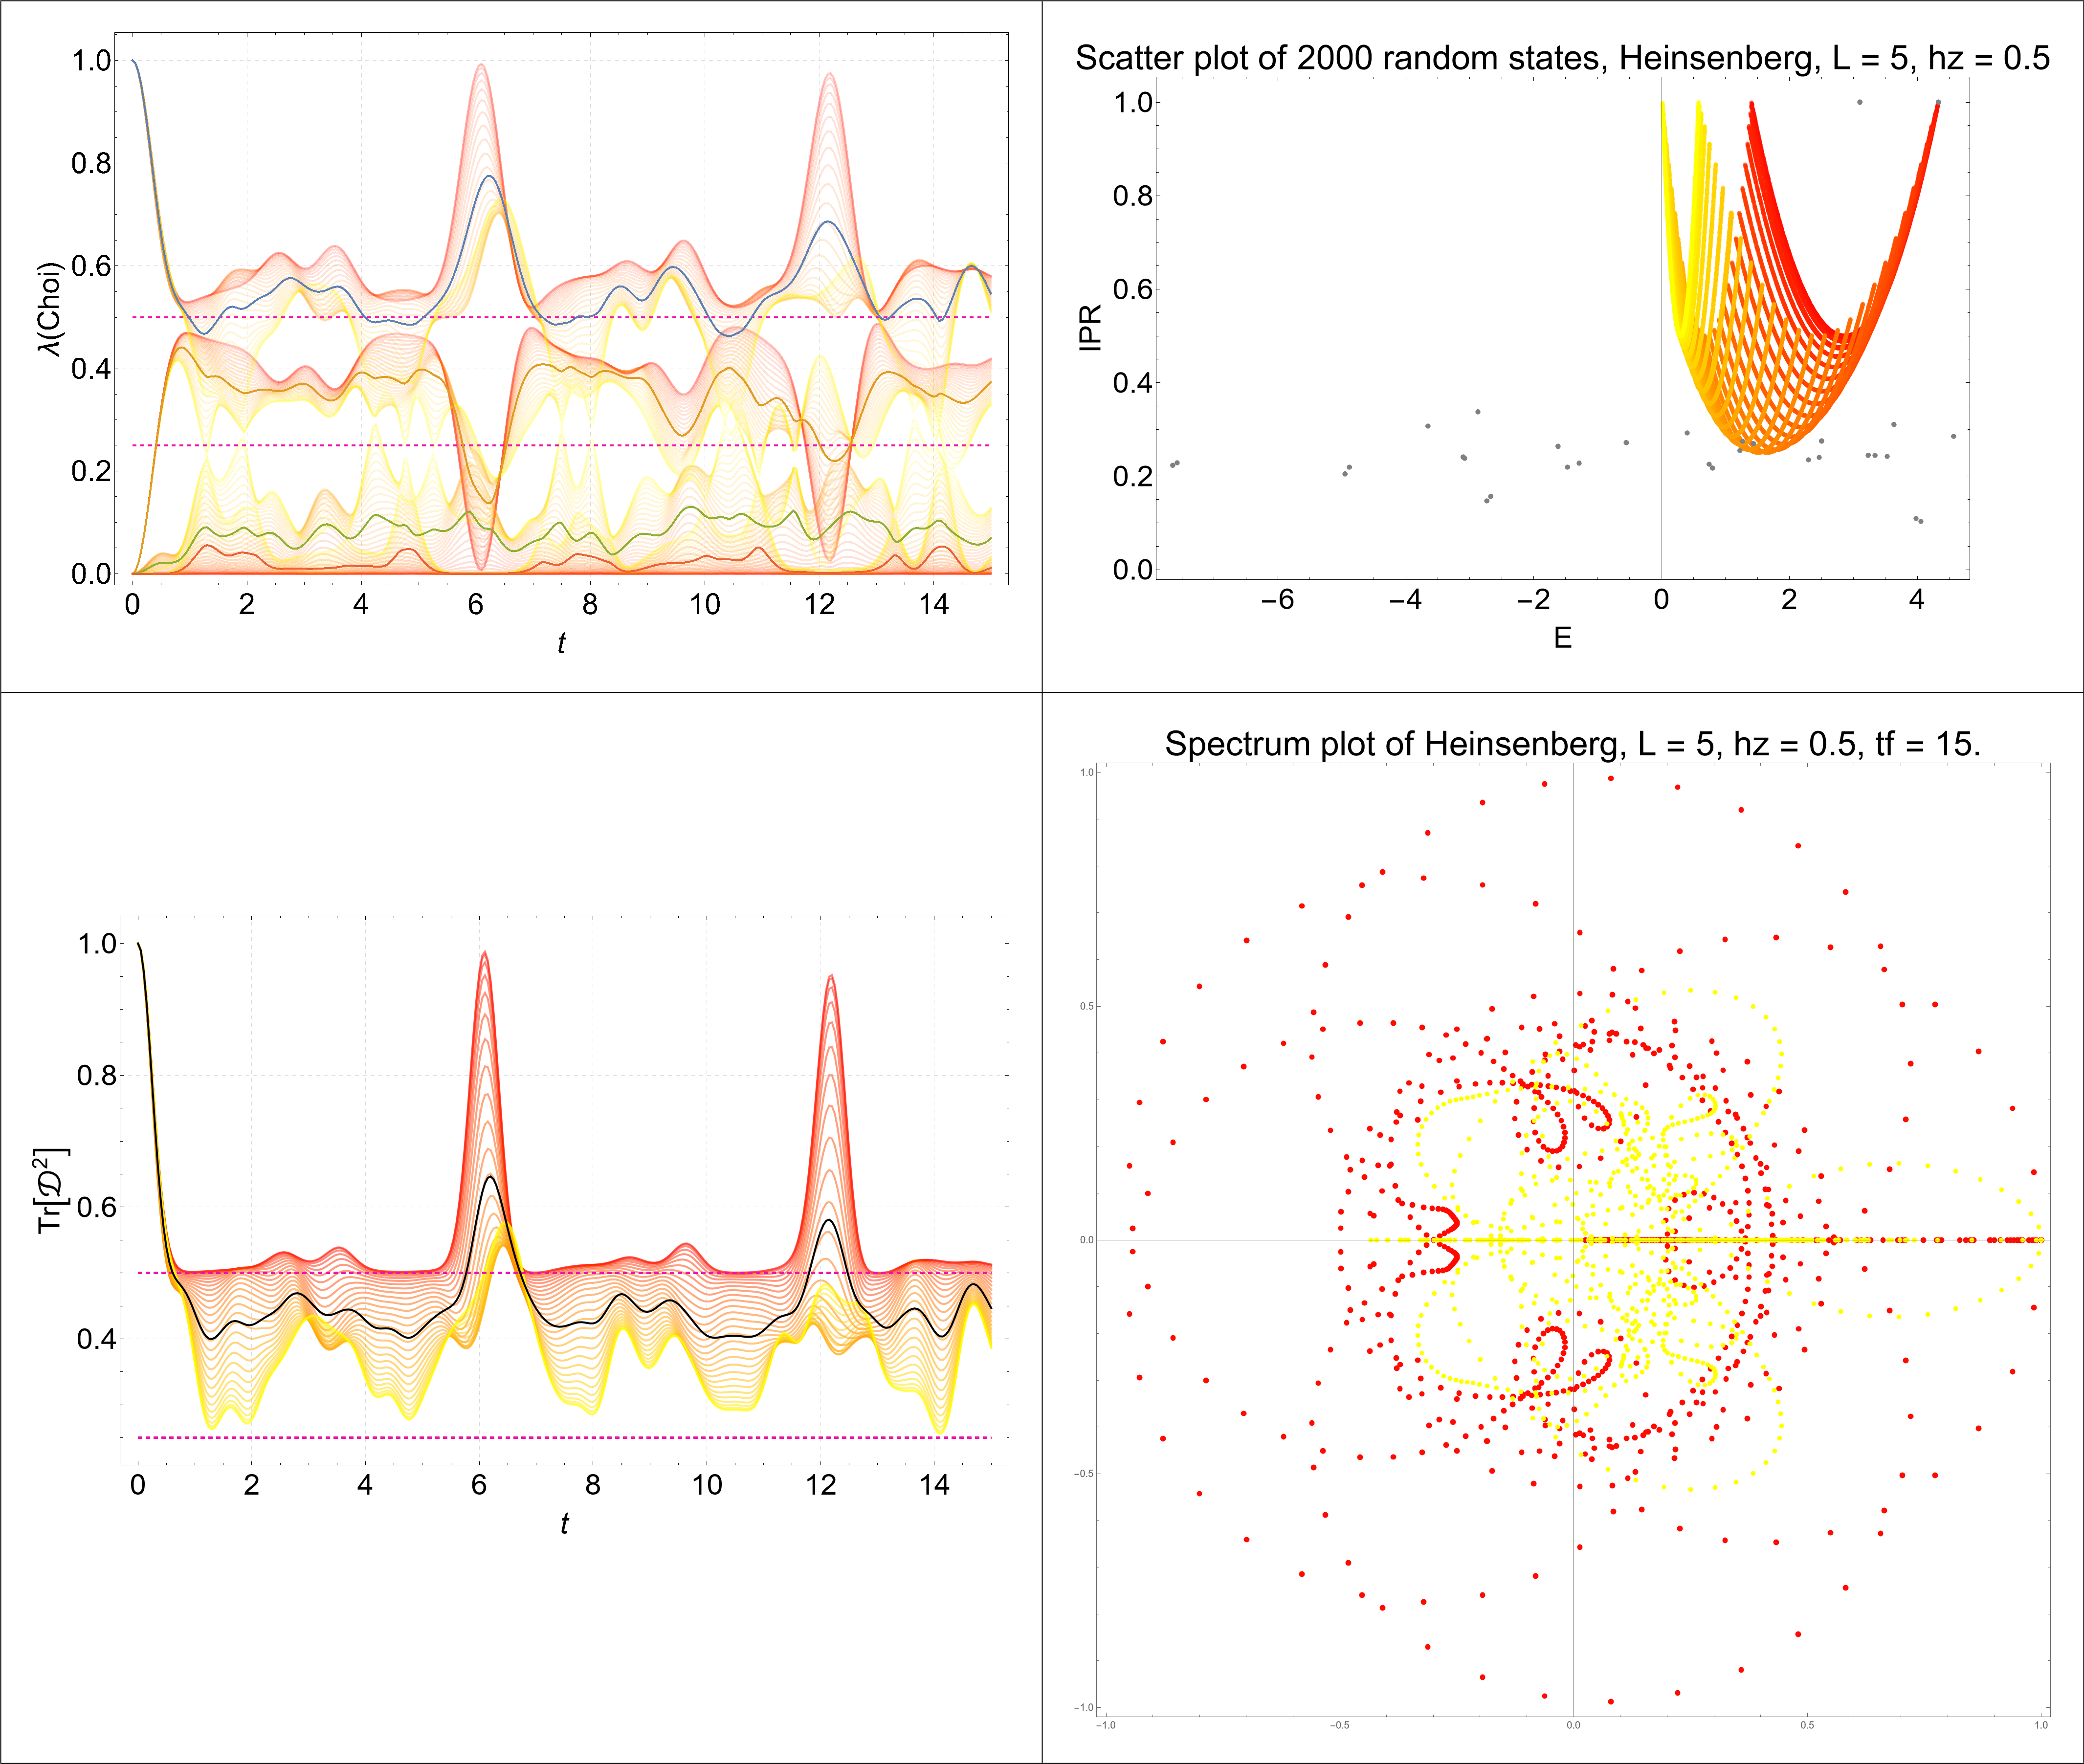 1.0
0.8
0.6
0.4
0.2
0.0
λ(Choi)
0 2 4 6 8 10 12 14
t
Scatter plot of 2000 random states, Heinsenberg, L = 5, hz = 0.5
1.0
0.8
0.6
0.4
0.2
0.0
IPR
−6 −4 −2 0 2 4
E
1.0
0.8
0.6
0.4
Tr[𝒟²]
0 2 4 6 8 10 12 14
t
Spectrum plot of Heinsenberg, L = 5, hz = 0.5, tf = 15.
1.0
0.5
0.0
−0.5
−1.0
−1.0 −0.5 0.0 0.5 1.0